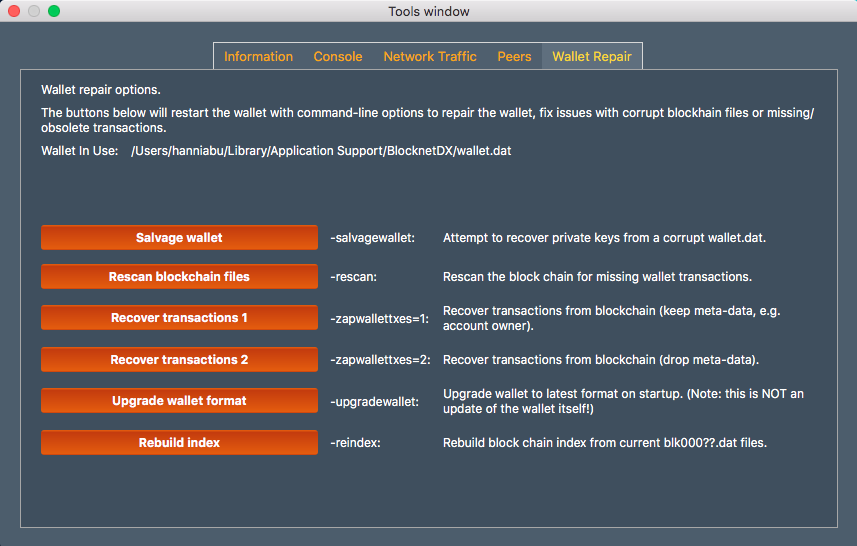 Tools window
Information Console Network Traffic Peers Wallet Repair
Wallet repair options.
The buttons below will restart the wallet with command-line options to repair the wallet, fix issues with corrupt blockhain files or missing/
obsolete transactions.
Wallet In Use: /Users/hanniabu/Library/Application Support/BlocknetDX/wallet.dat
Salvage wallet -salvagewallet: Attempt to recover private keys from a corrupt wallet.dat.
Rescan blockchain files -rescan: Rescan the block chain for missing wallet transactions.
Recover transactions 1 -zapwallettxes=1: Recover transactions from blockchain (keep meta-data, e.g.
account owner).
Recover transactions 2 -zapwallettxes=2: Recover transactions from blockchain (drop meta-data).
Upgrade wallet format -upgradewallet: Upgrade wallet to latest format on startup. (Note: this is NOT an
update of the wallet itself!)
Rebuild index -reindex: Rebuild block chain index from current blk000??.dat files.